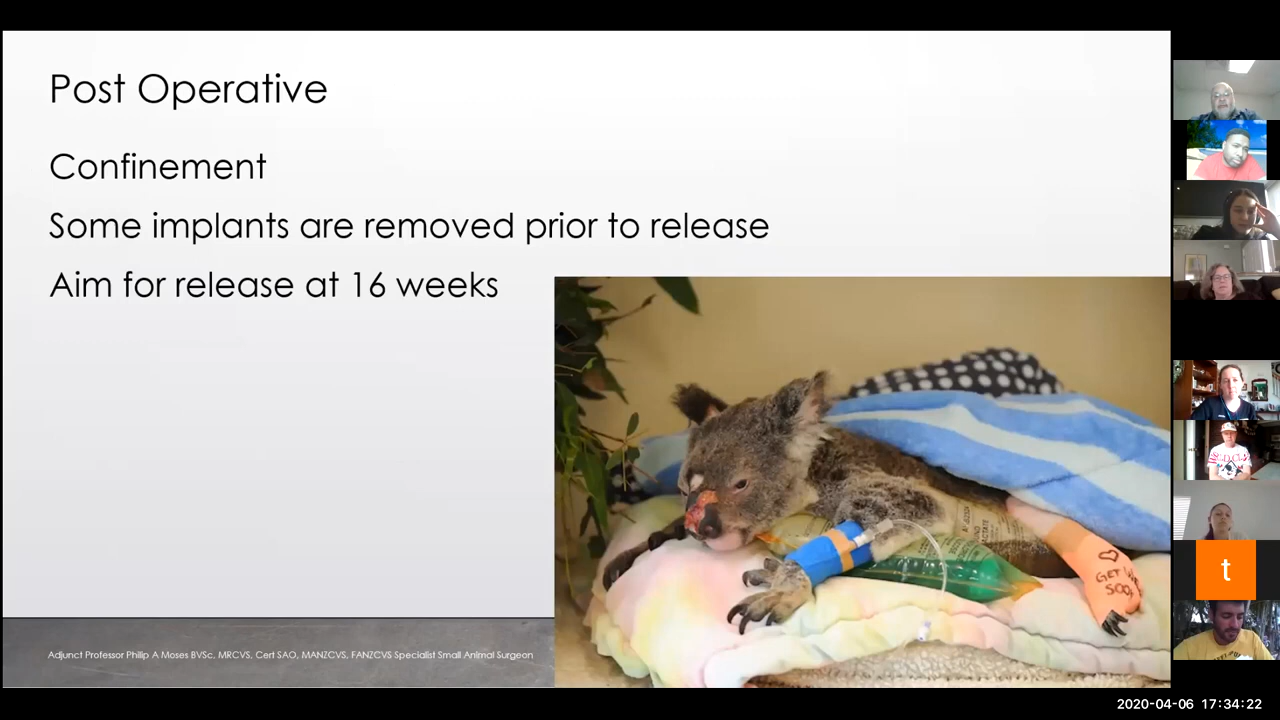 Post Operative
Confinement
Some implants are removed prior to release
Aim for release at 16 weeks
GET
SOON
t
Adjunct Professor Philip A Moses BVSc, MRCVS, Cert SAO, MANZCVS, FANZCVS Specialist Small Animal Surgeon
2020-04-06 17:34:22